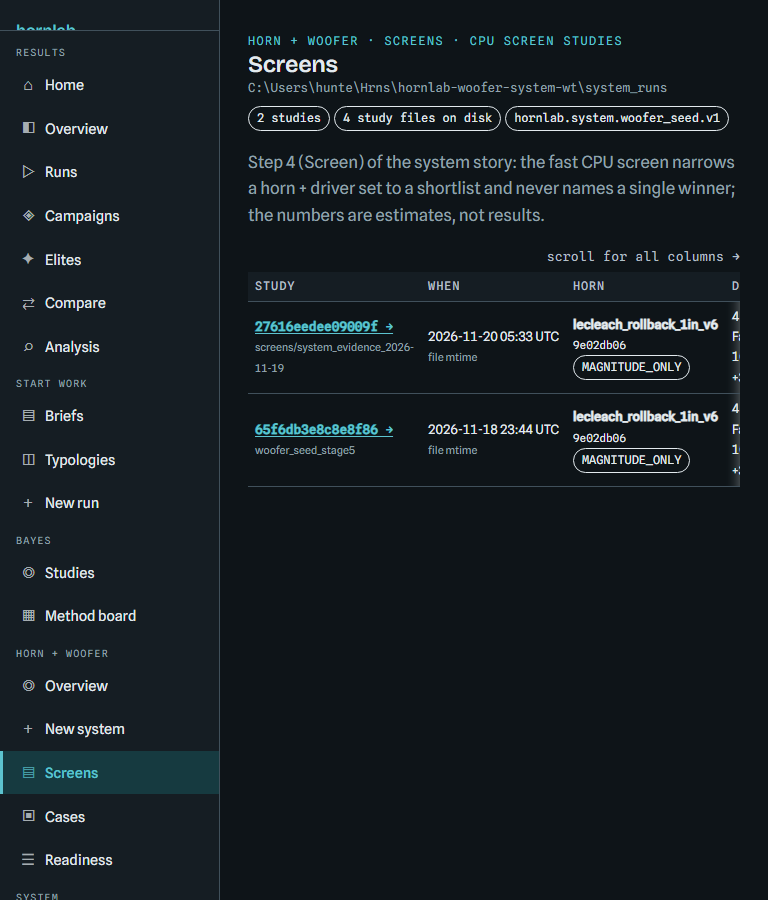 hornlab
RESULTS
Home
Overview
Runs
Campaigns
Elites
Compare
Analysis
START WORK
Briefs
Typologies
+ New run
BAYES
Studies
Method board
HORN + WOOFER
Overview
+ New system
Screens
Cases
Readiness
SYSTEM
HORN + WOOFER · SCREENS · CPU SCREEN STUDIES
Screens
C:\Users\hunte\Hrns\hornlab-woofer-system-wt\system_runs
2 studies 4 study files on disk hornlab.system.woofer_seed.v1
Step 4 (Screen) of the system story: the fast CPU screen narrows
a horn + driver set to a shortlist and never names a single winner;
the numbers are estimates, not results.
scroll for all columns →
STUDY WHEN HORN D
27616eedee09009f →
screens/system_evidence_2026-
11-19
2026-11-20 05:33 UTC
file mtime
lecleach_rollback_1in_v6
9e02db06
MAGNITUDE_ONLY
65f6db3e8c8e8f86 →
woofer_seed_stage5
2026-11-18 23:44 UTC
file mtime
lecleach_rollback_1in_v6
9e02db06
MAGNITUDE_ONLY